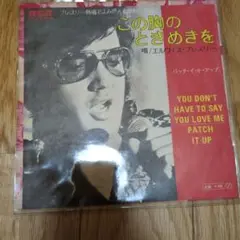 この胸の
ときめきを
唄/エルヴィス・プレスリー
パッチ・イット・アップ
YOU DON'T
HAVE TO SAY
YOU LOVE ME
PATCH
IT UP